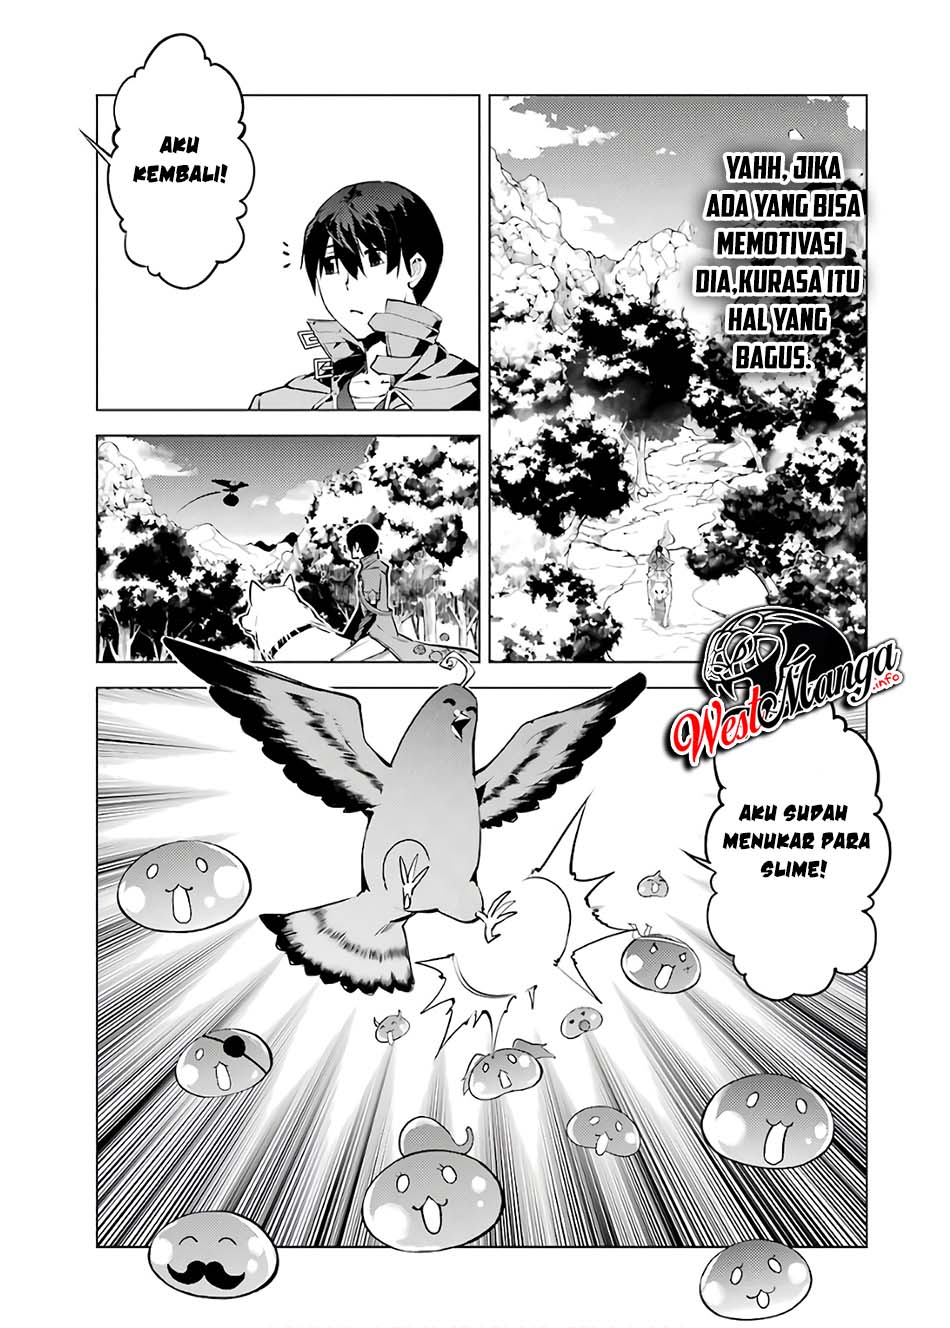 YAHH, JIKA
ADA YANG BISA
MEMOTIVASI
DIA,KURASA ITU
HAL YANG
BAGUS.
AKU
KEMBALI!
WestManga
.info
AKU SUDAH
MENUKAR PARA
SLIME!